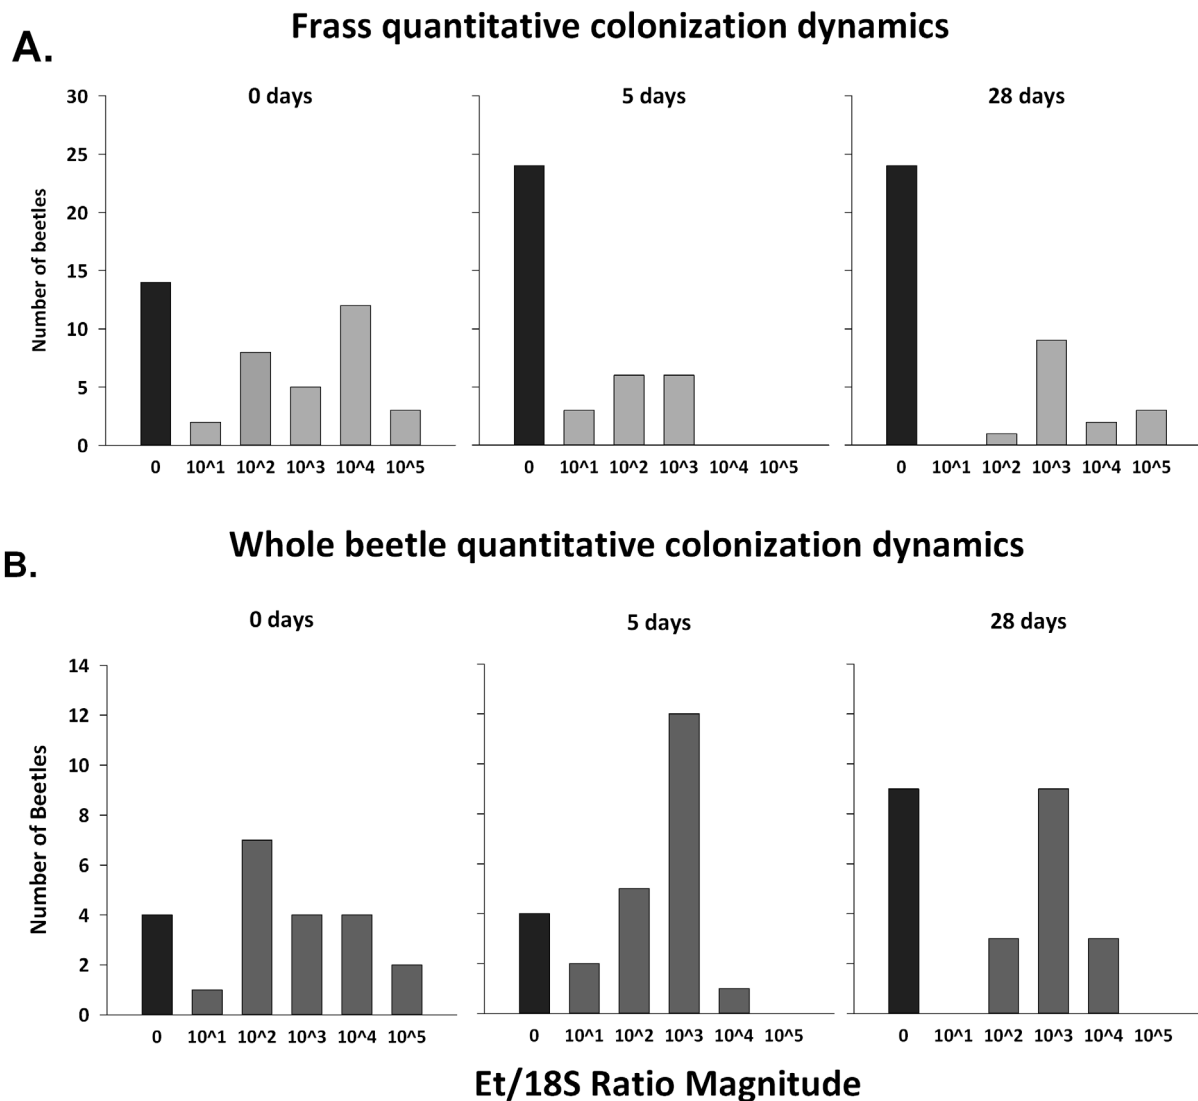 Frass quantitative colonization dynamics
A.
0 days 5 days 28 days
30
25
20
15
10
5
0
Number of beetles
0 10^1 10^2 10^3 10^4 10^5 0 10^1 10^2 10^3 10^4 10^5 0 10^1 10^2 10^3 10^4 10^5
Whole beetle quantitative colonization dynamics
B.
0 days 5 days 28 days
14
12
10
8
6
4
2
0
Number of Beetles
0 10^1 10^2 10^3 10^4 10^5 0 10^1 10^2 10^3 10^4 10^5 0 10^1 10^2 10^3 10^4 10^5
Et/18S Ratio Magnitude